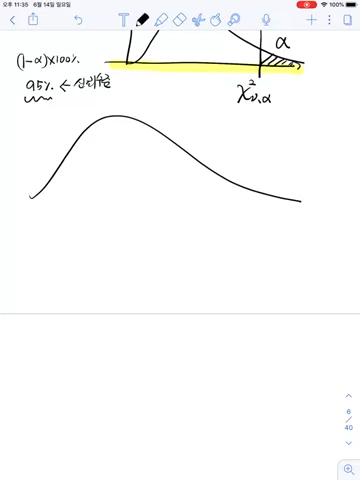 오후 11:35 6월 14일 일요일
100%
α
(1-α)×100%
95% ← 신뢰수준
χ²ν,α
6
/
40